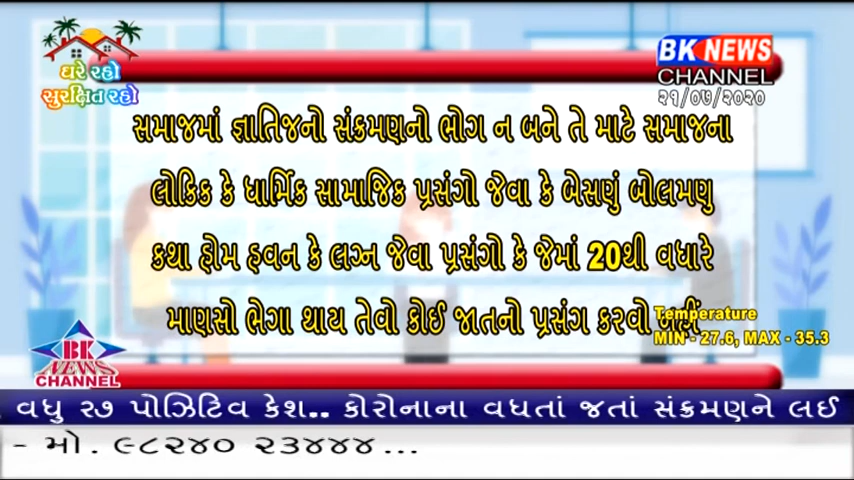 ઘરે રહો
સુરક્ષિત રહો
BK NEWS
CHANNEL
૨૧/૦૭/૨૦૨૦
સમાજમાં જ્ઞાતિજનો સંક્રમણનો ભોગ ન બને તે માટે સમાજના
લોકિક કે ધાર્મિક સામાજિક પ્રસંગો જેવા કે બેસણું બોલમણુ
કથા હોમ હવન કે લગ્ન જેવા પ્રસંગો કે જેમાં 20થી વધારે
માણસો ભેગા થાય તેવો કોઈ જાતનો પ્રસંગ કરવો નહીં
Temperature
MIN - 27.6, MAX - 35.3
BK
NEWS
CHANNEL
વધુ ૨૭ પોઝિટિવ કેશ.. કોરોનાના વધતાં જતાં સંક્રમણને લઈ
- મો. ૯૮૨૪૦ ૨૩૪૪૪...